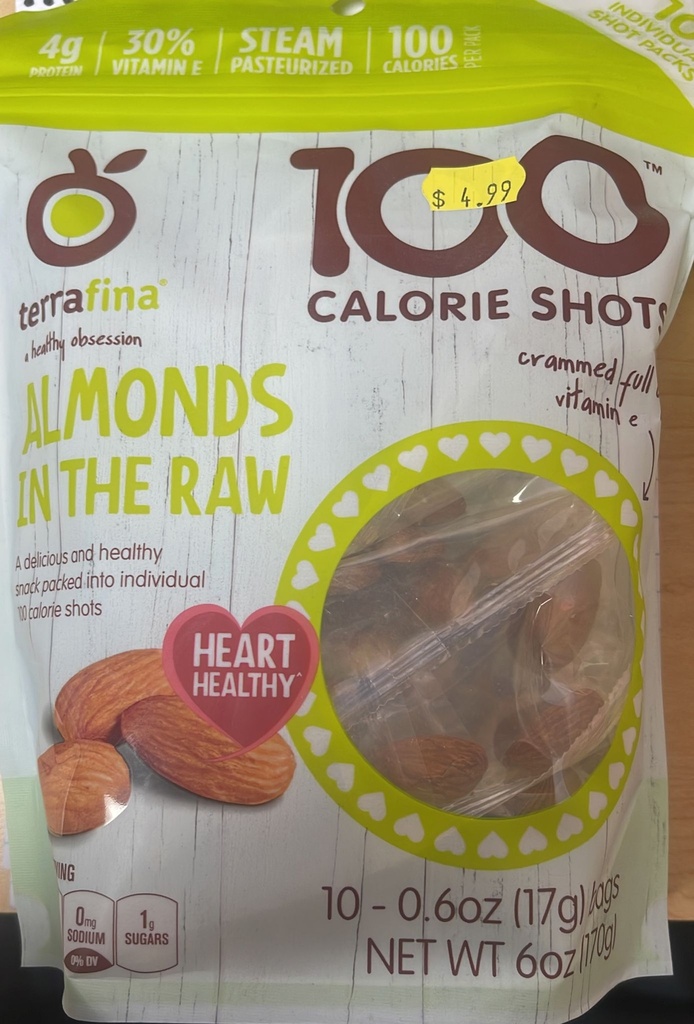 4g
PROTEIN
30%
VITAMIN E
STEAM
PASTEURIZED
100
CALORIES
PER PACK
10
INDIVIDUAL
SHOT PACKS
100™
$ 4.99
CALORIE SHOTS
terrafina®
a healthy obsession
crammed full
vitamin e
ALMONDS
IN THE RAW
A delicious and healthy
snack packed into individual
100 calorie shots
HEART
HEALTHY^
0mg
SODIUM
0% DV
1g
SUGARS
10 - 0.6oz (17g) bags
NET WT 6oz (170g)